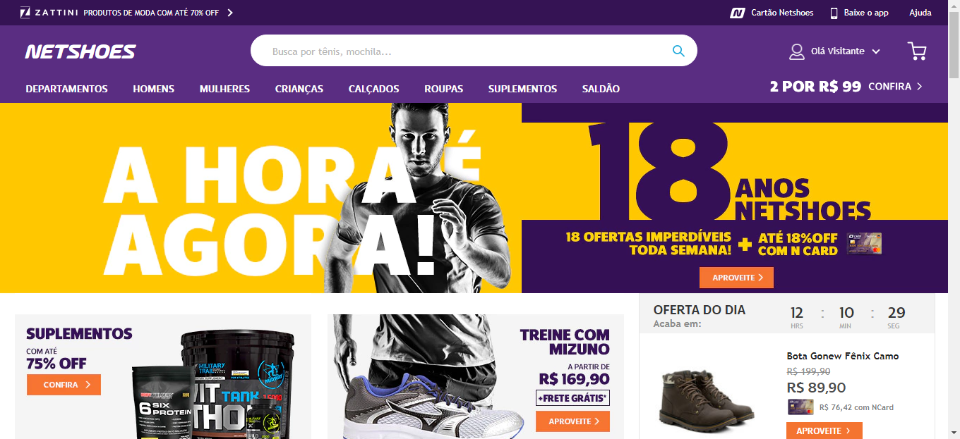 ZATTINI PRODUTOS DE MODA COM ATÉ 70% OFF
Cartão Netshoes
Baixe o app
Ajuda
NETSHOES
Busca por tênis, mochila...
Olá Visitante
DEPARTAMENTOS HOMENS MULHERES CRIANÇAS CALÇADOS ROUPAS SUPLEMENTOS SALDÃO
2 POR R$ 99 CONFIRA
A HORA É
AGORA!
18 ANOS
NETSHOES
18 OFERTAS IMPERDÍVEIS
TODA SEMANA!
+
ATÉ 18%OFF
COM N CARD
APROVEITE
SUPLEMENTOS
COM ATÉ
75% OFF
CONFIRA
6 SIX
PROTEIN
MILITARY
TRAIN
TANK
TREINE COM
MIZUNO
A PARTIR DE
R$ 169,90
+FRETE GRÁTIS*
APROVEITE
OFERTA DO DIA
Acaba em:
12 : 10 : 29
HRS MIN SEG
Bota Gonew Fênix Camo
R$ 199,90
R$ 89,90
R$ 76,42 com NCard
APROVEITE